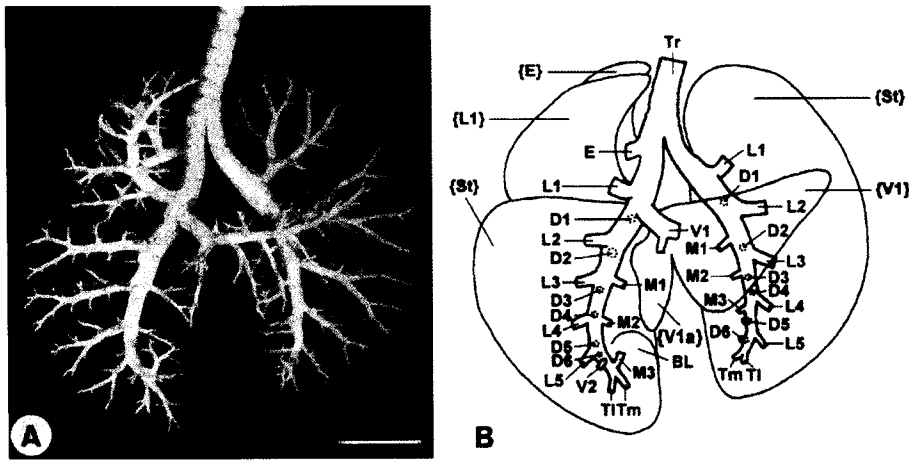 A
B
Tr
{E}
{L1}
{St}
{St}
{V1}
{V1a}
BL
E
L1
D1
L2
D2
L3
D3
D4
L4
D5
D6
L5
V2
Tl Tm
M3
M2
M1
V1
L1
D1
L2
D2
M1
L3
M2
D3
D4
M3
L4
D5
D6
L5
Tm Tl